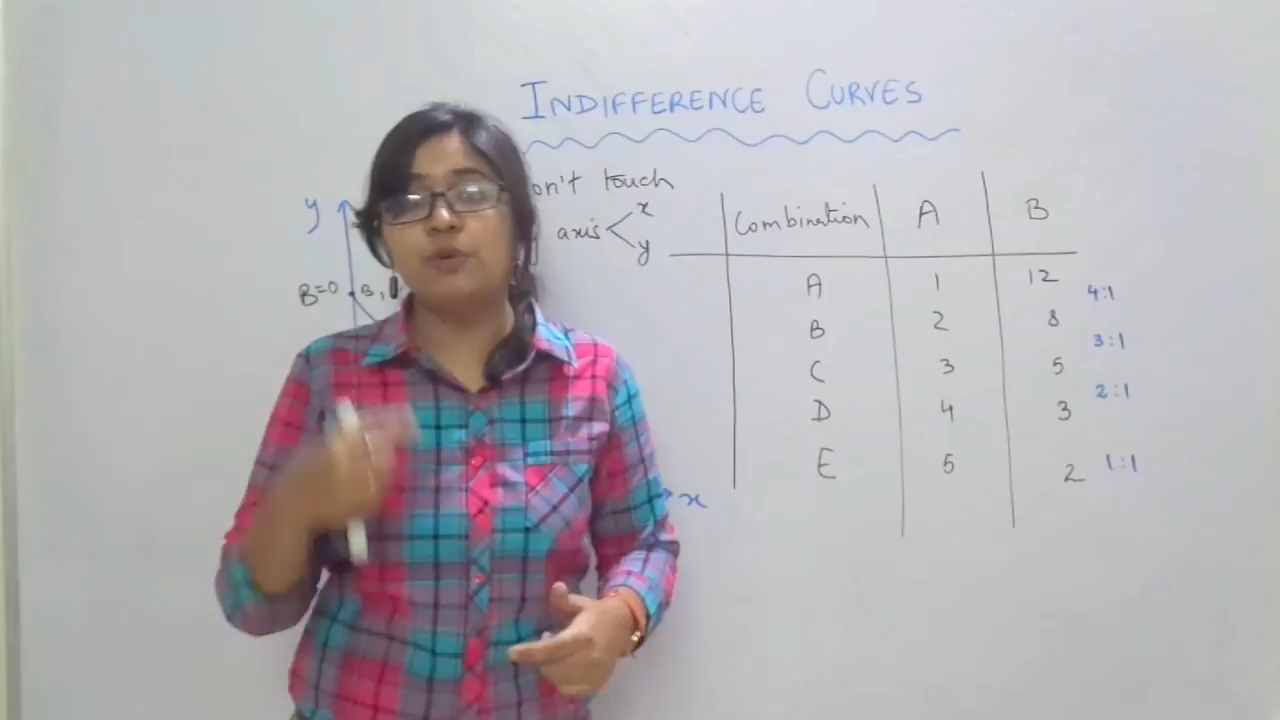 INDIFFERENCE CURVES
on't touch
axis x
y
y
B=0 B1
x
Combination A B
A 1 12
4:1
B 2 8
3:1
C 3 5
2:1
D 4 3
E 5 2 1:1